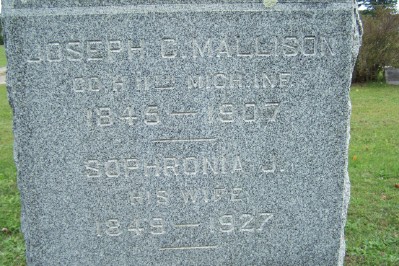 JOSEPH C. MALLISON
CO. H 11TH MICH. INF.
1845 — 1907
SOPHRONIA J.
HIS WIFE
1849 — 1927